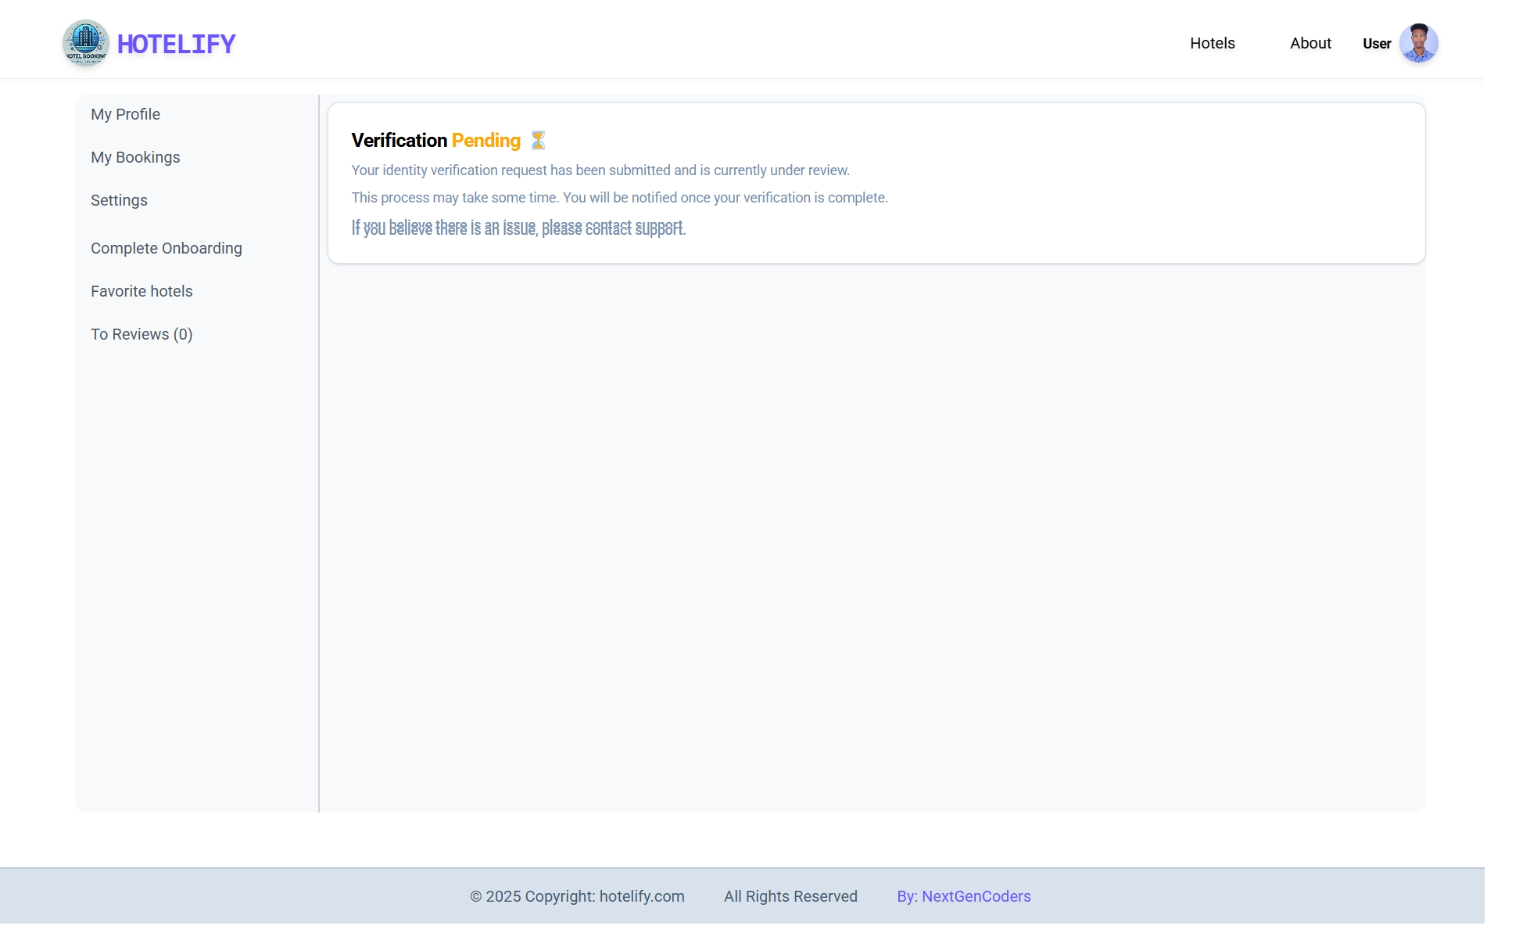 HOTEL BOOKING
HOTELIFY
Hotels
About
User
My Profile
My Bookings
Settings
Complete Onboarding
Favorite hotels
To Reviews (0)
Verification Pending ⏳
Your identity verification request has been submitted and is currently under review.
This process may take some time. You will be notified once your verification is complete.
If you believe there is an issue, please contact support.
© 2025 Copyright: hotelify.com
All Rights Reserved
By: NextGenCoders